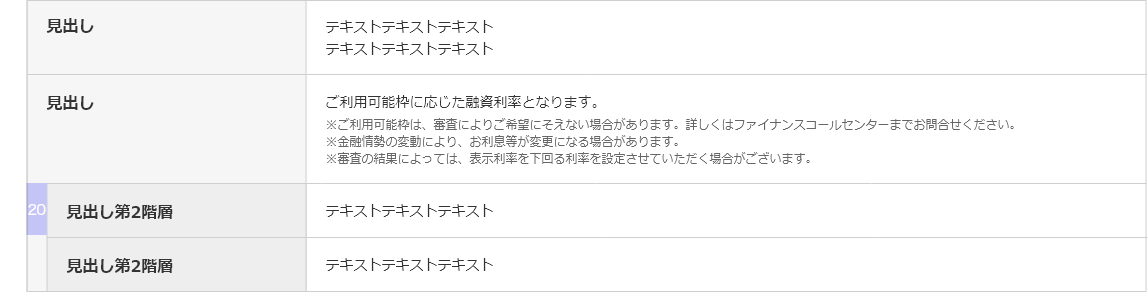 見出し
テキストテキストテキスト
テキストテキストテキスト
見出し
ご利用可能枠に応じた融資利率となります。
※ご利用可能枠は、審査によりご希望にそえない場合があります。詳しくはファイナンスコールセンターまでお問合せください。
※金融情勢の変動により、お利息等が変更になる場合があります。
※審査の結果によっては、表示利率を下回る利率を設定させていただく場合がございます。
20
見出し第2階層
テキストテキストテキスト
見出し第2階層
テキストテキストテキスト